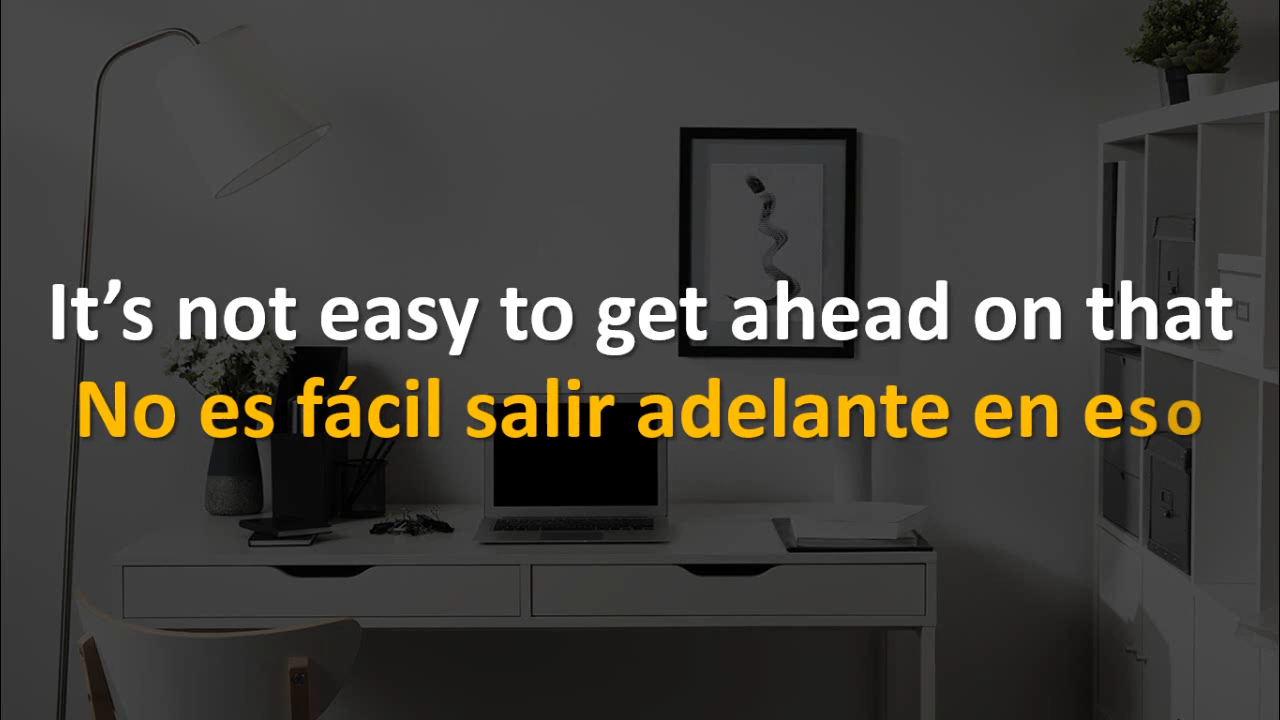 It’s not easy to get ahead on that
No es fácil salir adelante en eso